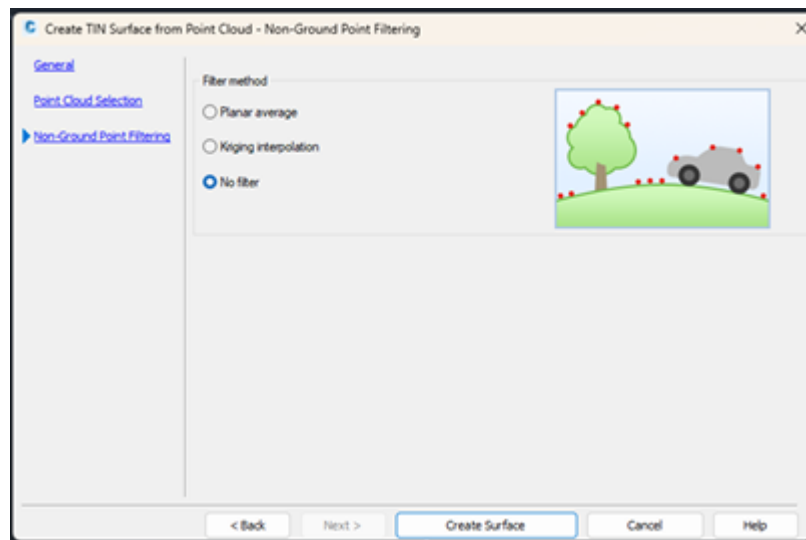 Create TIN Surface from Point Cloud - Non-Ground Point Filtering
General
Point Cloud Selection
Non-Ground Point Filtering
Filter method
Planar average
Kriging interpolation
No filter
< Back
Next >
Create Surface
Cancel
Help